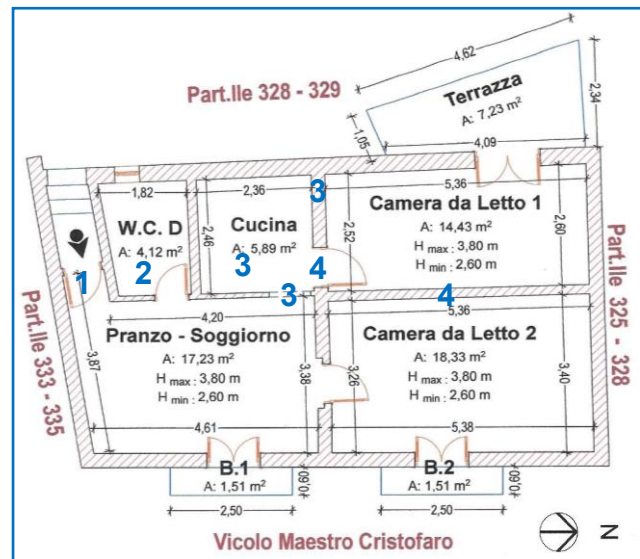 4,62
Part.lle 328 - 329
Terrazza
A: 7,23 m²
2,34
1,05
4,09
1,82
2,36
3
5,36
W.C. D
A: 4,12 m²
Cucina
A: 5,89 m²
2,46
2,52
Camera da Letto 1
A: 14,43 m²
H max : 3,80 m
H min : 2,60 m
2,60
1
2
3
4
3
4
Part.lle 333 - 335
Part.lle 325 - 328
4,20
5,36
Pranzo - Soggiorno
A: 17,23 m²
H max : 3,80 m
H min : 2,60 m
3,87
3,38
3,26
Camera da Letto 2
A: 18,33 m²
H max : 3,80 m
H min : 2,60 m
3,40
4,61
5,38
B.1
A: 1,51 m²
0,60
B.2
A: 1,51 m²
0,60
2,50
2,50
Vicolo Maestro Cristofaro
N